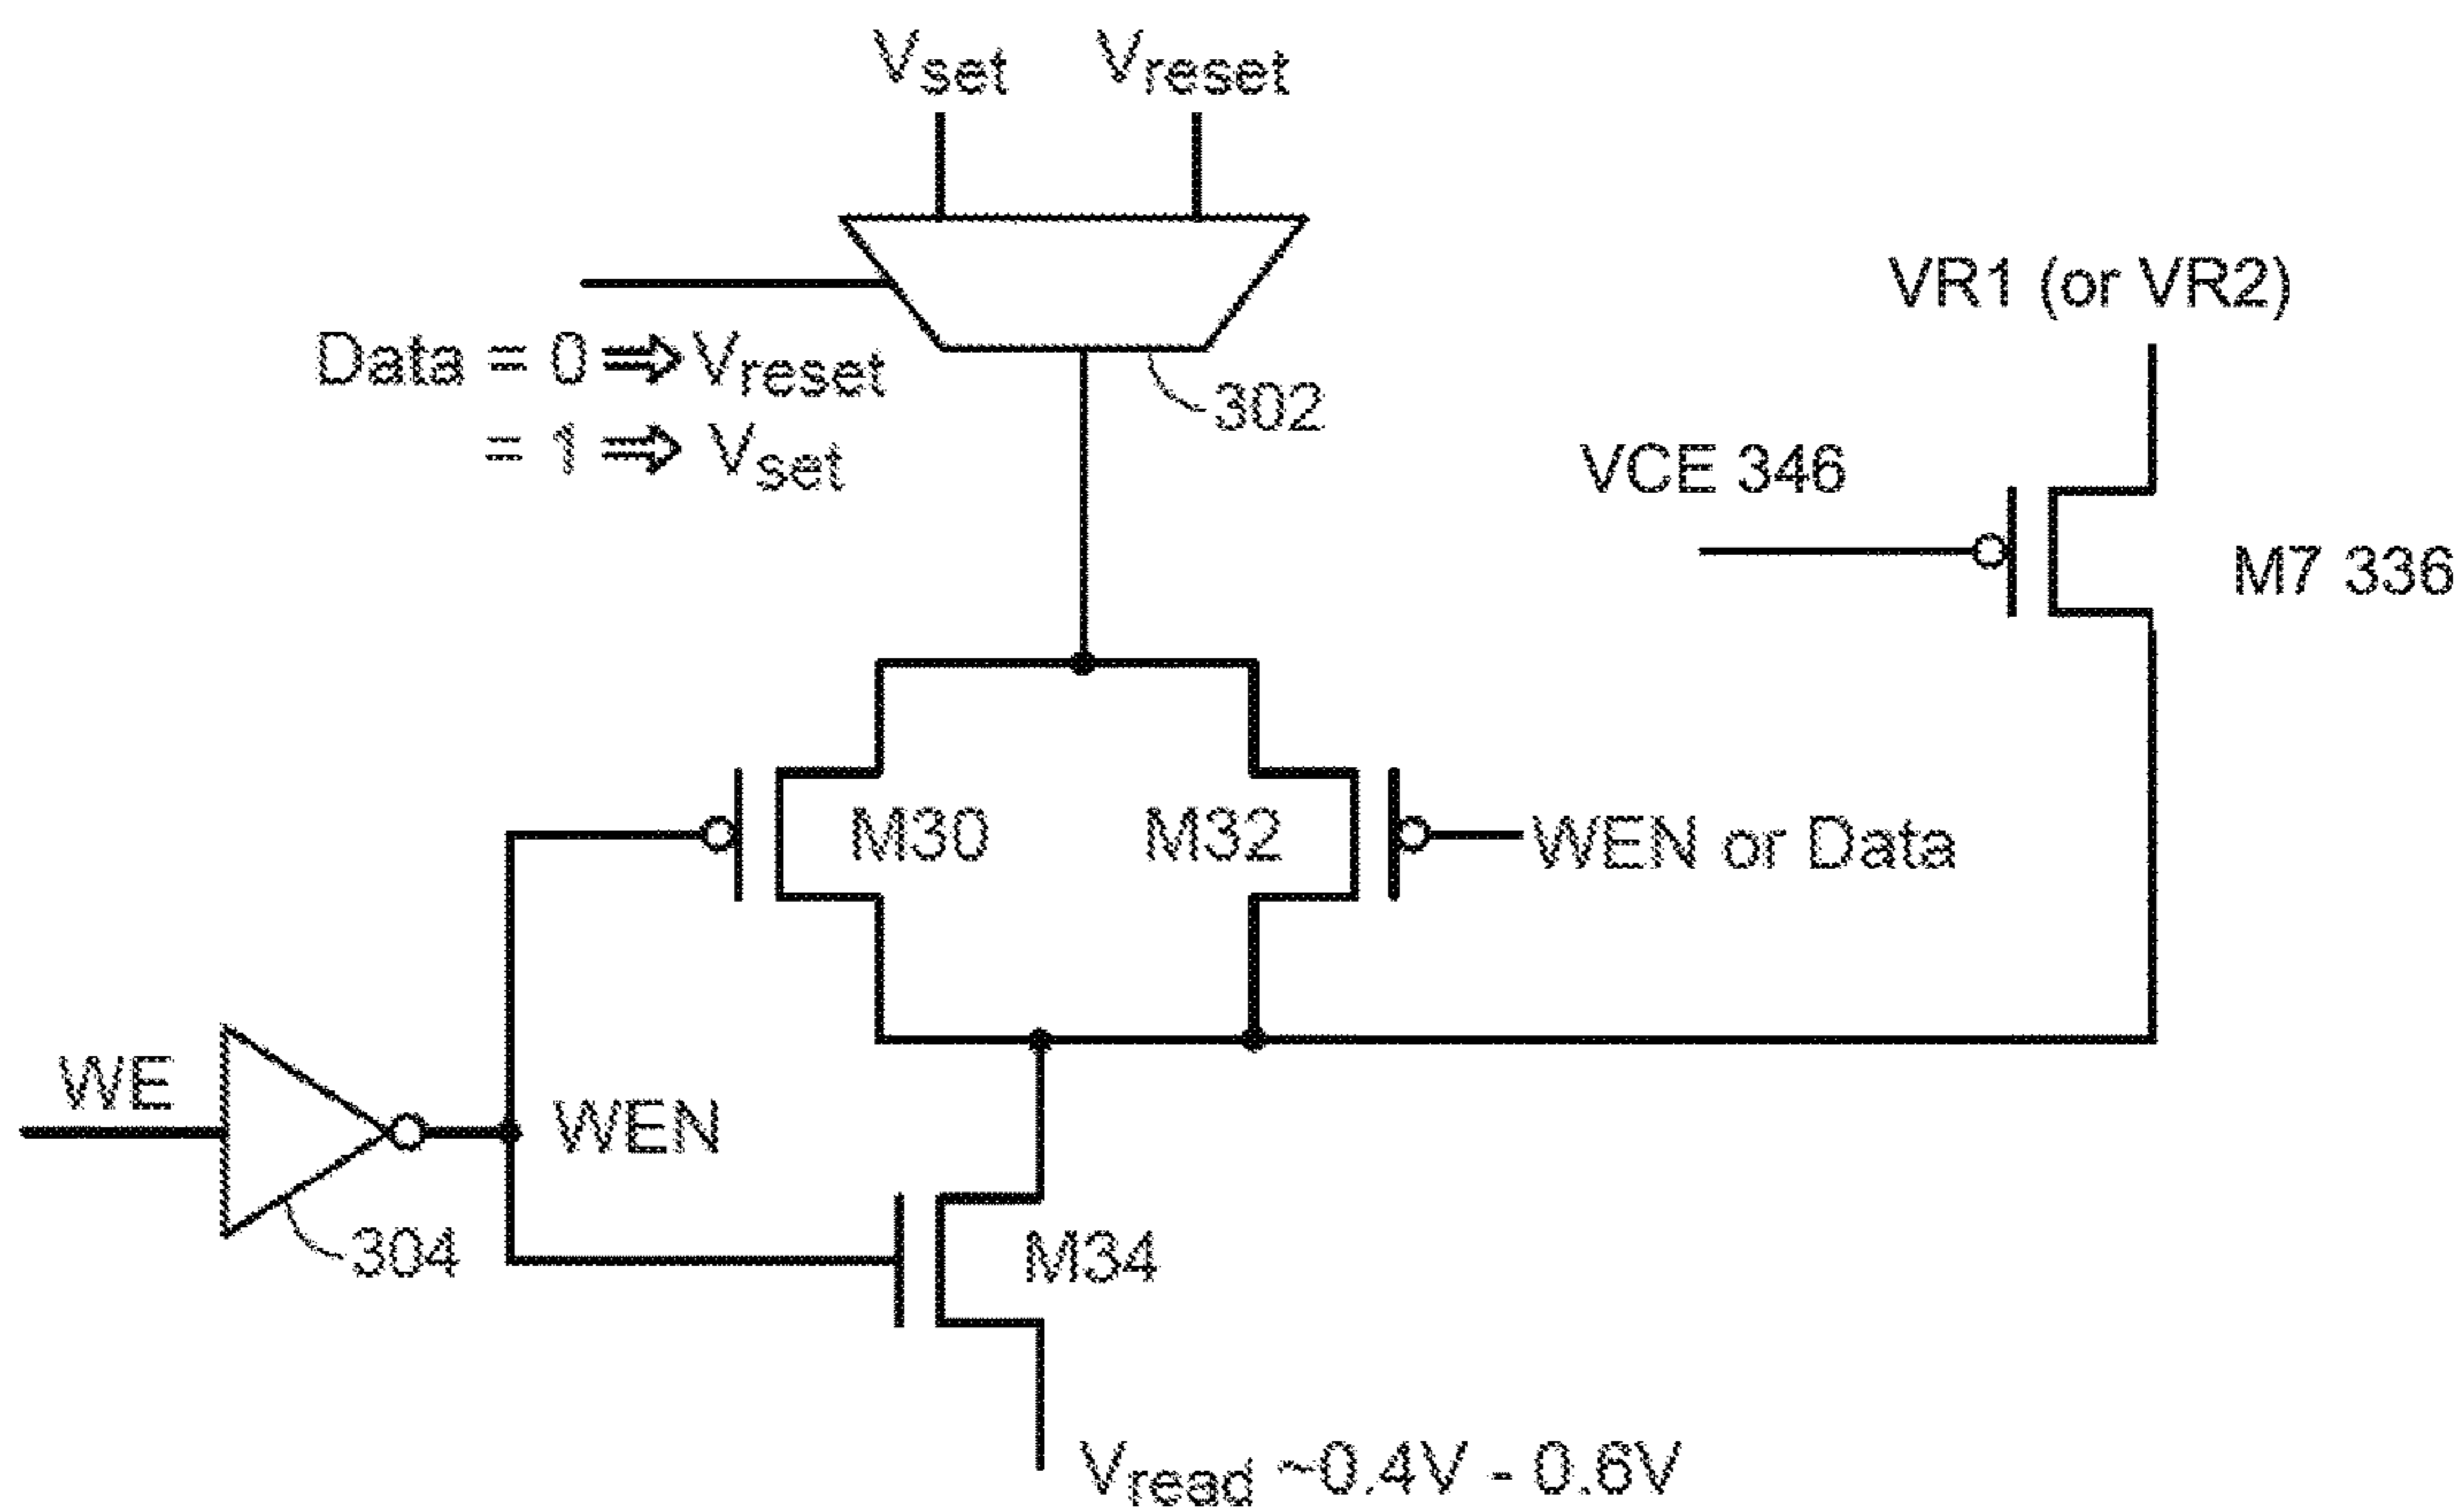 Vset Vreset
VR1 (or VR2)
Data = 0 ⇒ Vreset
302
= 1 ⇒ Vset
VCE 346
M7 336
M30
M32
WEN or Data
WE
WEN
304
M34
Vread ~0.4V - 0.6V